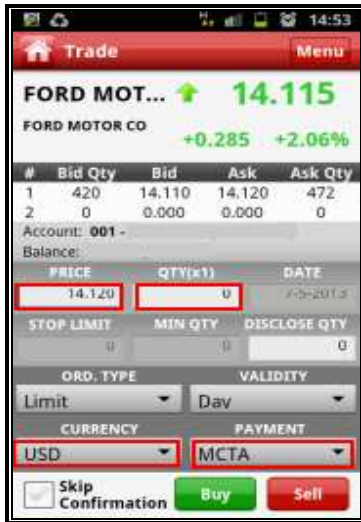 14:53
Trade Menu
FORD MOT... 14.115
FORD MOTOR CO
+0.285 +2.06%
# Bid Qty Bid Ask Ask Qty
1 420 14.110 14.120 472
2 0 0.000 0.000 0
Account: 001 -
Balance:
PRICE QTY(x1) DATE
14.120 0 7-5-2013
STOP LIMIT MIN QTY DISCLOSE QTY
0 0 0
ORD. TYPE VALIDITY
Limit Day
CURRENCY PAYMENT
USD MCTA
Skip
Confirmation Buy Sell